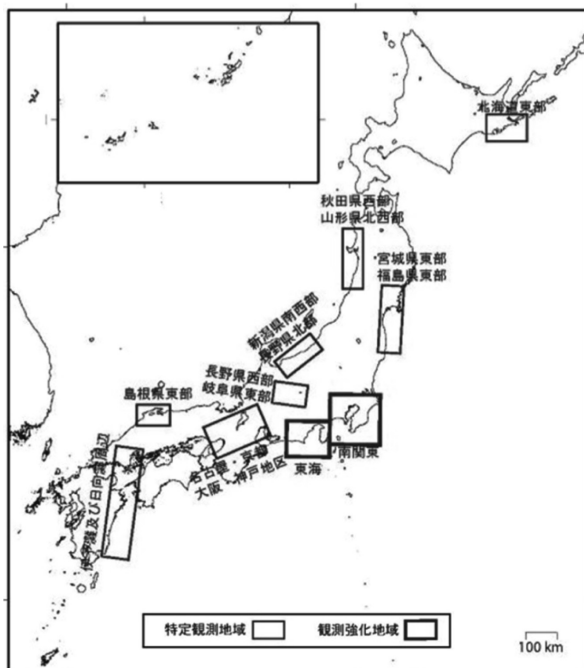 北海道東部
秋田県西部
山形県北西部
宮城県東部
福島県東部
新潟県南西部
長野県北部
長野県西部
岐阜県東部
島根県東部
名古屋・京都
大阪・神戸地区
東海
南関東
伊予灘及び日向灘周辺
特定観測地域
観測強化地域
100 km